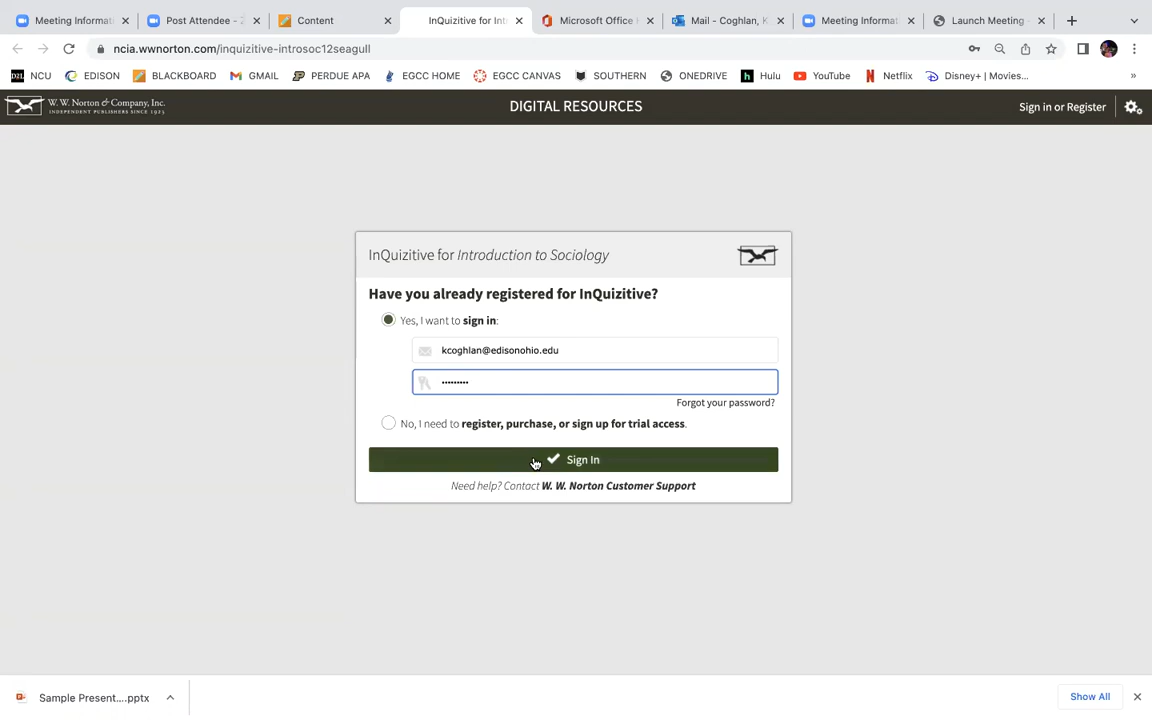 Meeting Informati
Post Attendee - Z
Content
InQuizitive for Int
Microsoft Office H
Mail - Coghlan, K
Meeting Informat
Launch Meeting -
ncia.wwnorton.com/inquizitive-introsoc12seagull
NCU
EDISON
BLACKBOARD
GMAIL
PERDUE APA
EGCC HOME
EGCC CANVAS
SOUTHERN
ONEDRIVE
Hulu
YouTube
Netflix
Disney+ | Movies...
W. W. Norton & Company, Inc.
INDEPENDENT PUBLISHERS SINCE 1923
DIGITAL RESOURCES
Sign in or Register
InQuizitive for Introduction to Sociology
Have you already registered for InQuizitive?
Yes, I want to sign in:
kcoghlan@edisonohio.edu
•••••••••
Forgot your password?
No, I need to register, purchase, or sign up for trial access.
Sign In
Need help? Contact W. W. Norton Customer Support
Sample Present....pptx
Show All